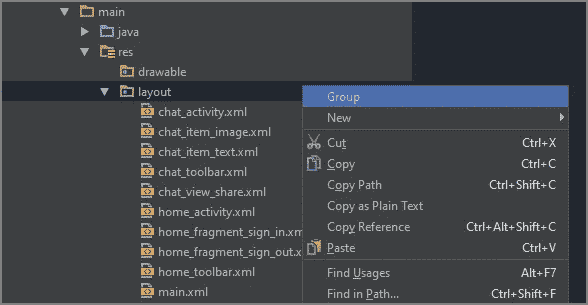 main
java
res
drawable
layout
chat_activity.xml
chat_item_image.xml
chat_item_text.xml
chat_toolbar.xml
chat_view_share.xml
home_activity.xml
home_fragment_sign_in.xm
home_fragment_sign_out.x
home_toolbar.xml
main.xml
Group
New
Cut Ctrl+X
Copy Ctrl+C
Copy Path Ctrl+Shift+C
Copy as Plain Text
Copy Reference Ctrl+Alt+Shift+C
Paste Ctrl+V
Find Usages Alt+F7
Find in Path... Ctrl+Shift+F